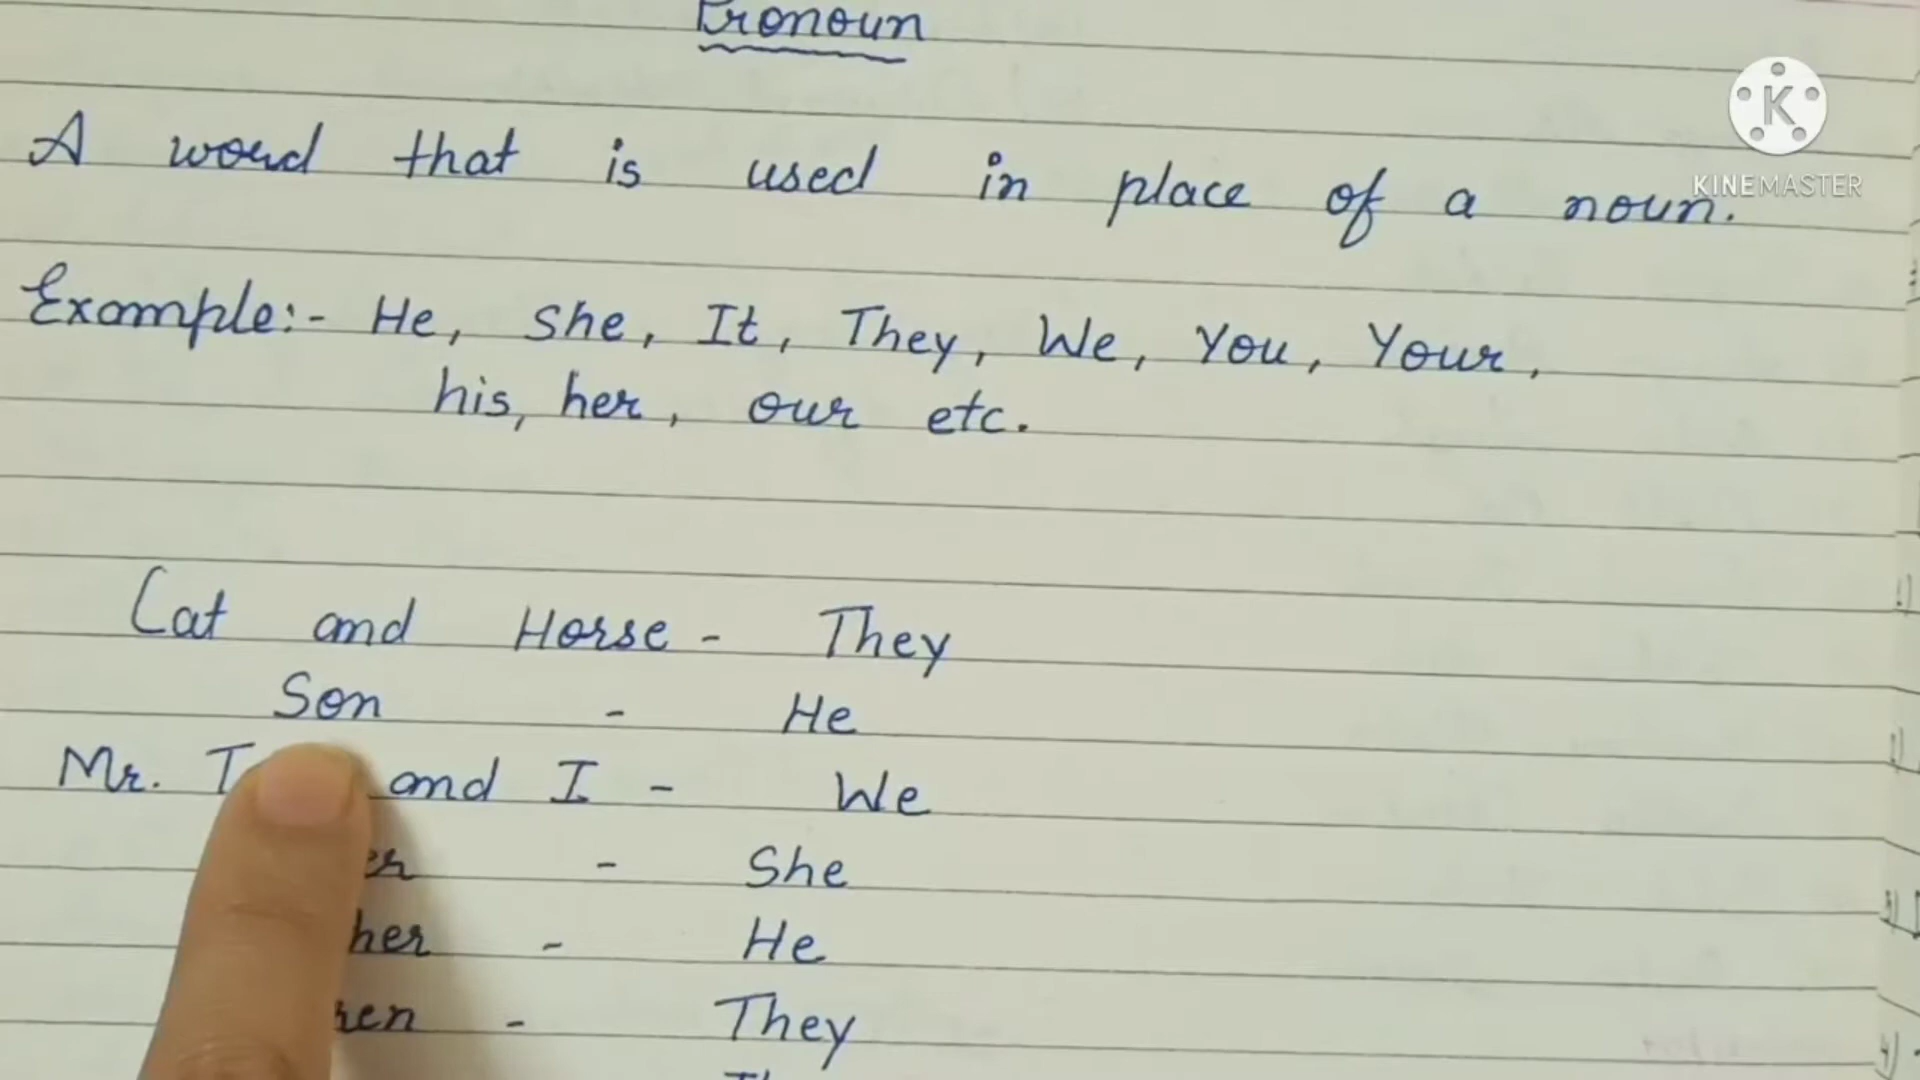 Pronoun
KINEMASTER
A word that is used in place of a noun.
Example:- He, She, It, They, We, You, Your,
his, her, our etc.
Cat and Horse - They
Son - He
Mr. and I - We
- She
- He
- They